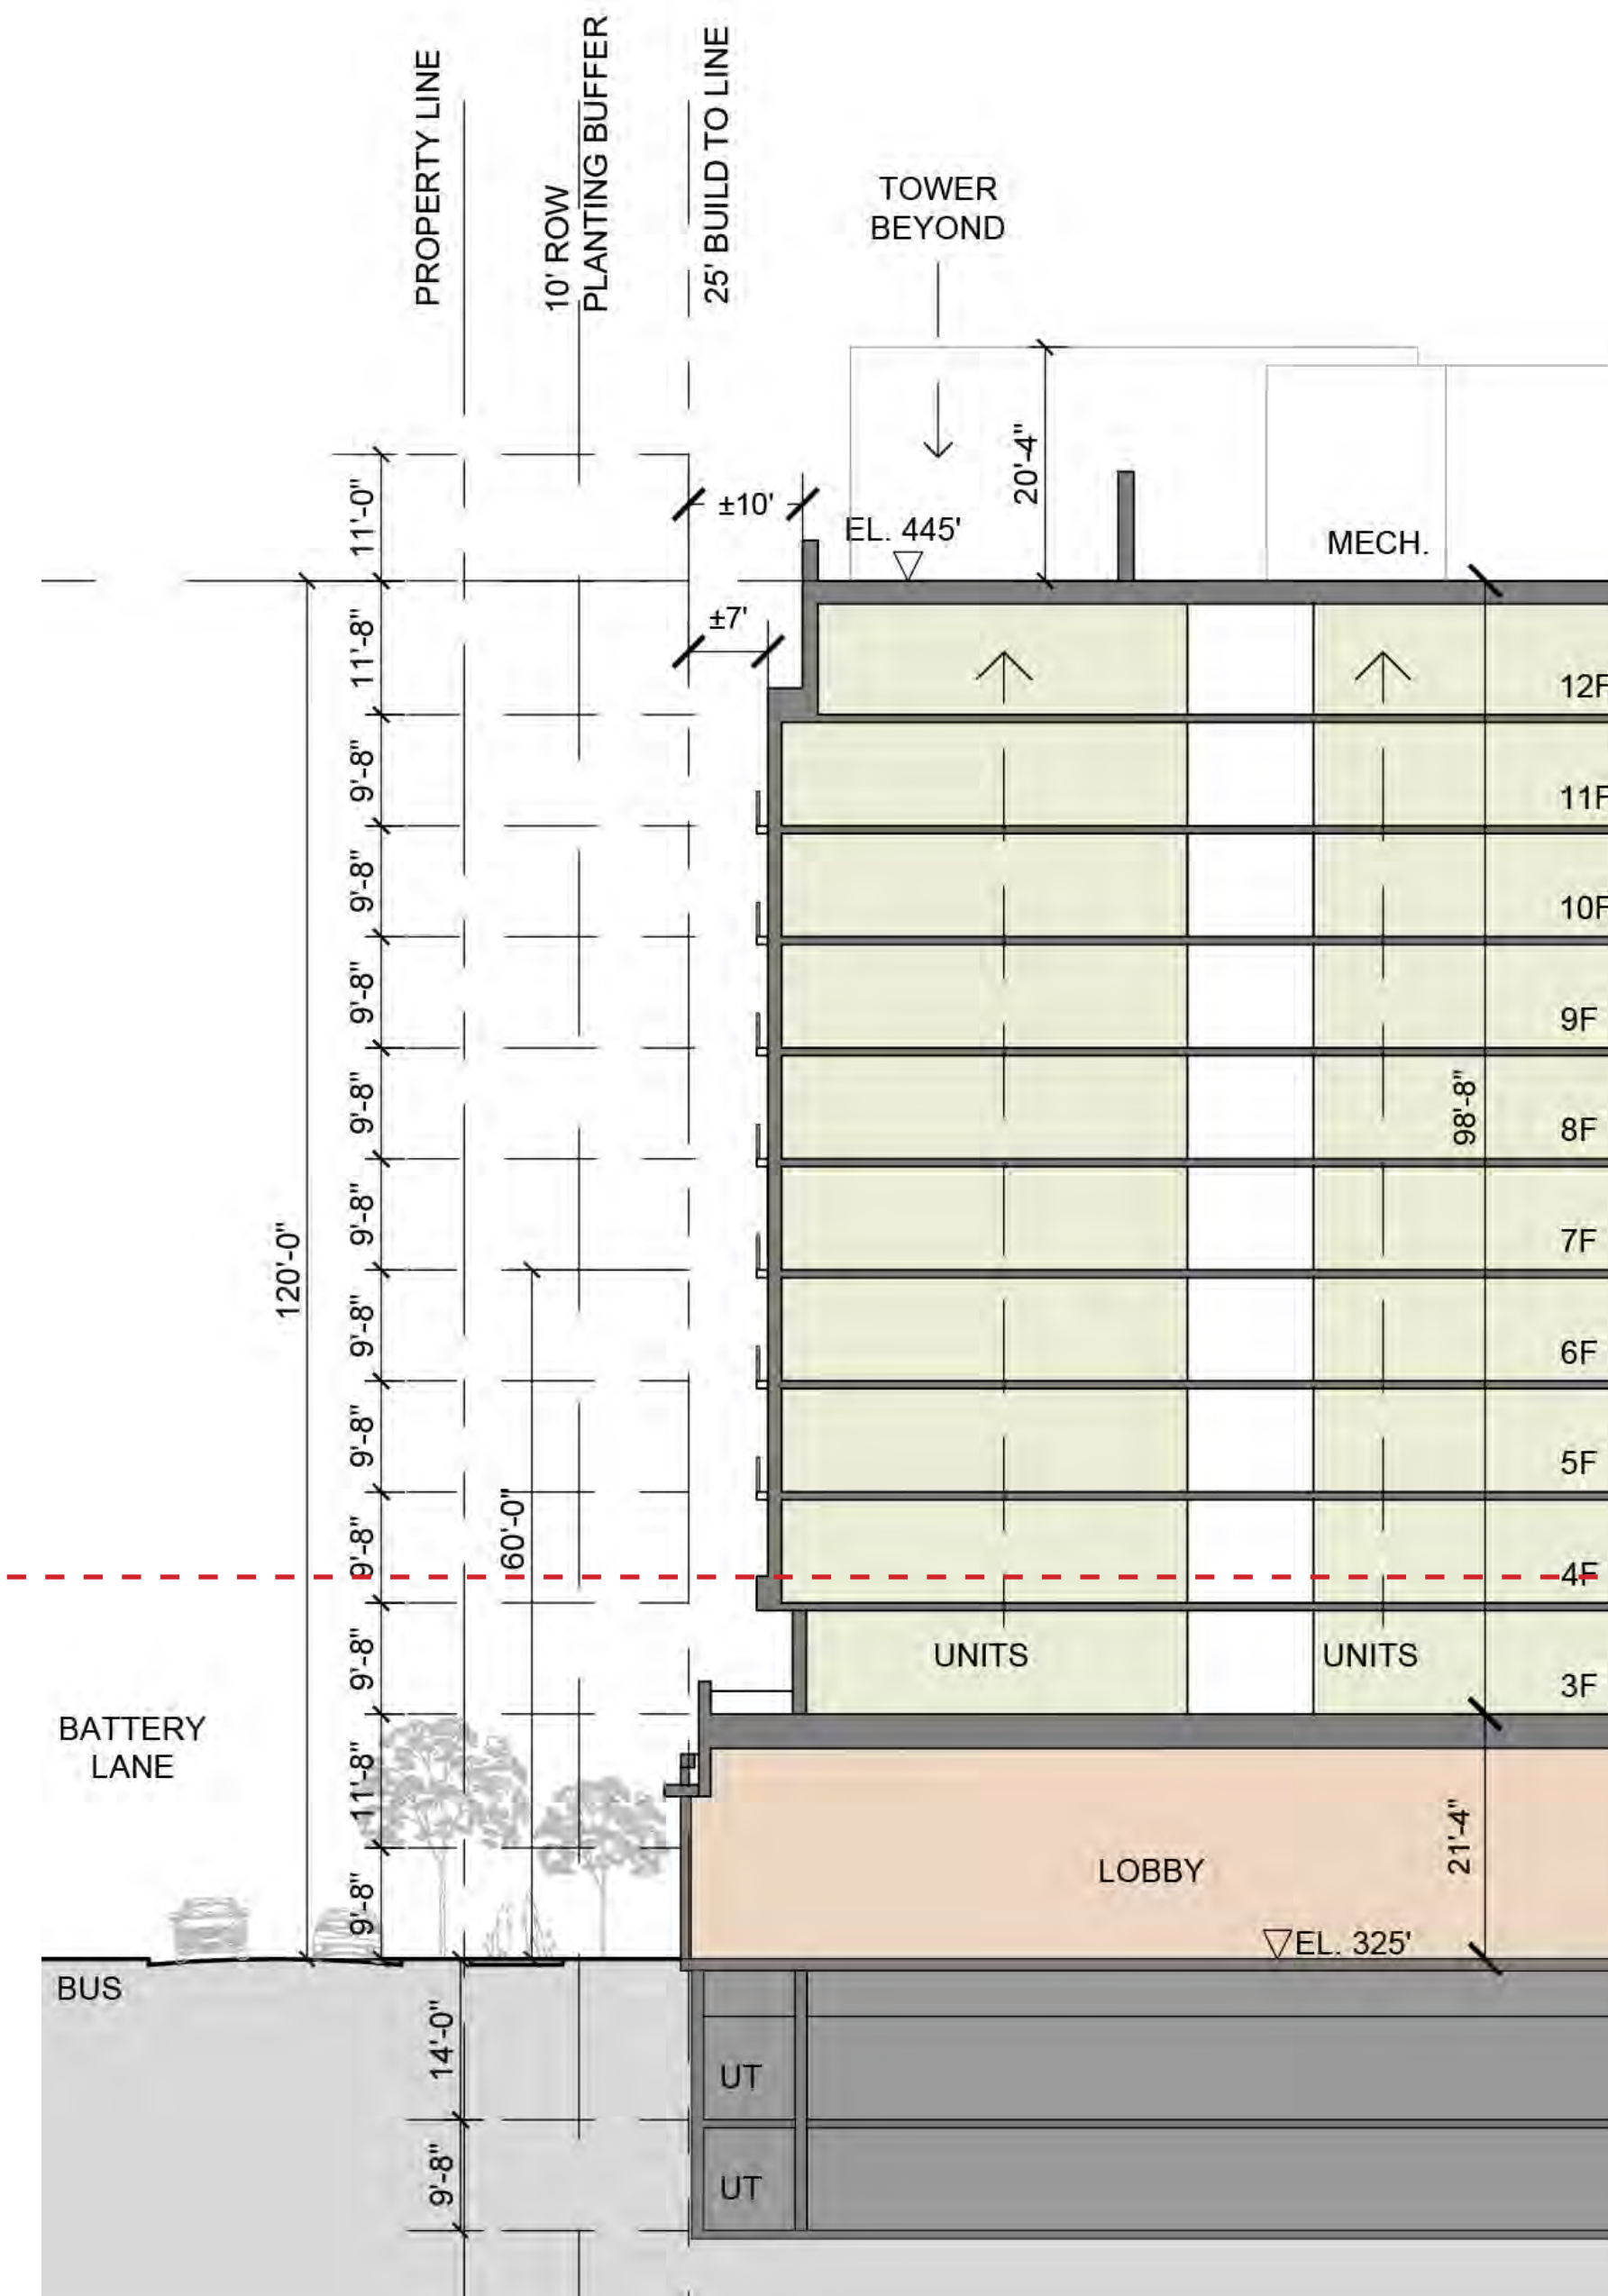 PROPERTY LINE
10' ROW
PLANTING BUFFER
25' BUILD TO LINE
TOWER
BEYOND
20'-4"
11'-0"
±10'
EL. 445'
MECH.
±7'
11'-8"
12F
9'-8"
11F
9'-8"
10F
9'-8"
9F
9'-8"
8F
98'-8"
9'-8"
7F
120'-0"
9'-8"
6F
9'-8"
5F
9'-8"
60'-0"
4F
9'-8"
UNITS
UNITS
3F
BATTERY
LANE
11'-8"
21'-4"
LOBBY
9'-8"
EL. 325'
BUS
14'-0"
UT
9'-8"
UT